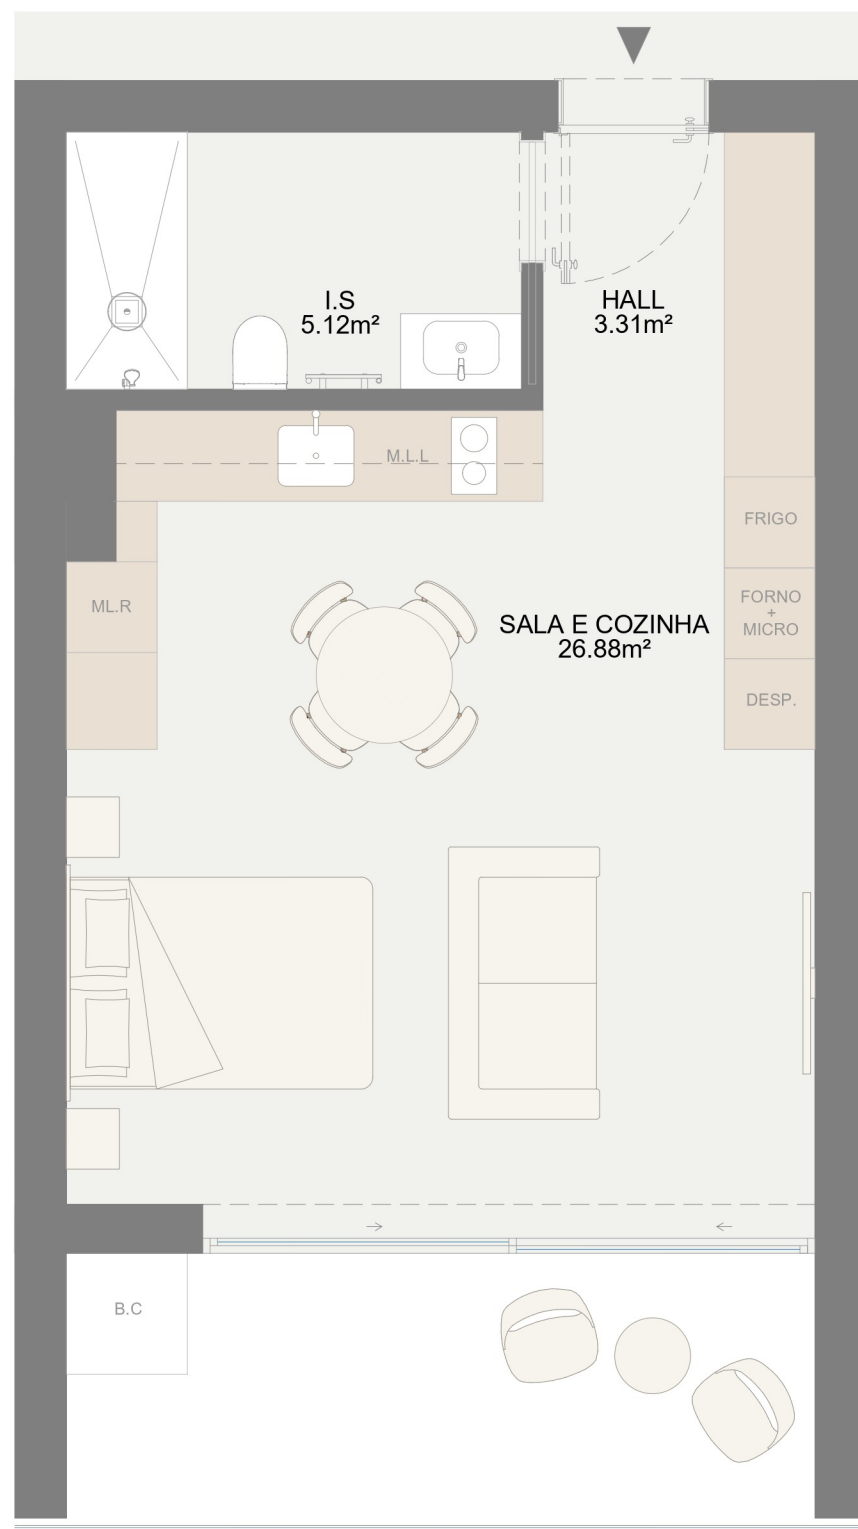 I.S
5.12m²
HALL
3.31m²
M.L.L
FRIGO
ML.R
FORNO
+
MICRO
SALA E COZINHA
26.88m²
DESP.
B.C